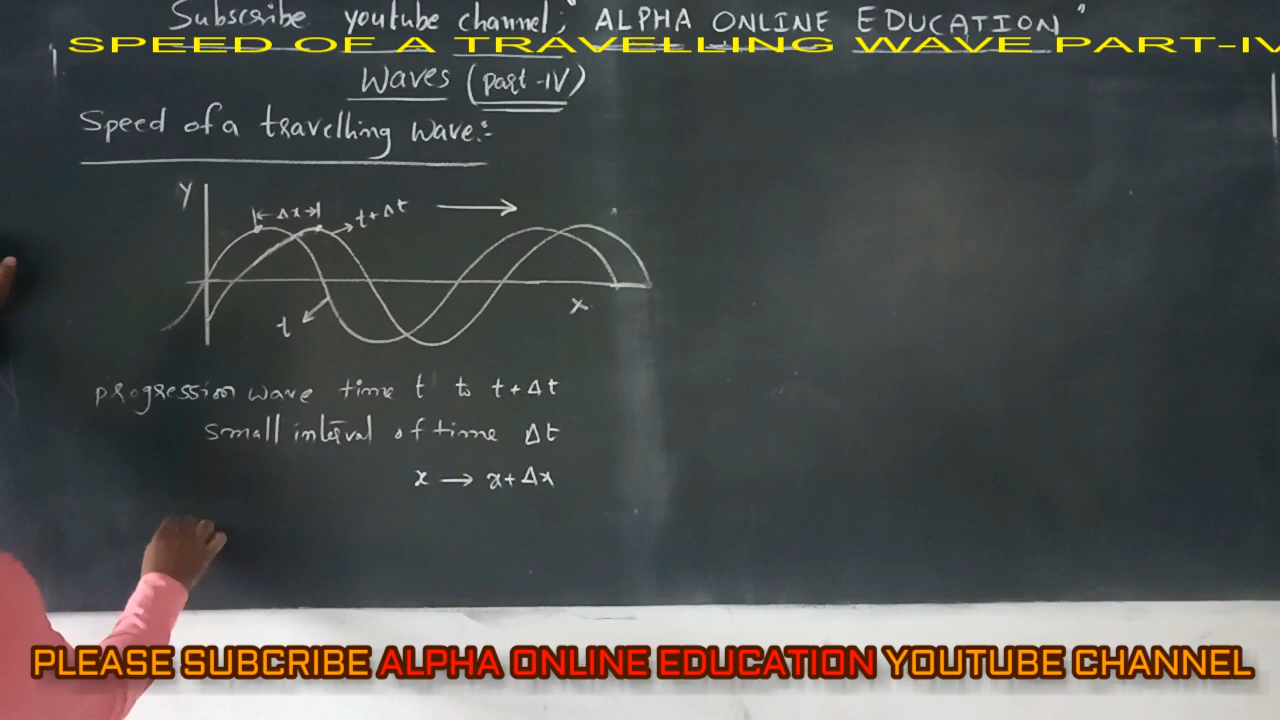 Subscribe youtube channel; "ALPHA ONLINE EDUCATION"
SPEED OF A TRAVELLING WAVE PART-IV
Waves (part-IV)
Speed of a travelling wave:-
Y
Δx
t+Δt
t
x
progression wave time t to t+Δt
small interval of time Δt
x → x+Δx
PLEASE SUBCRIBE ALPHA ONLINE EDUCATION YOUTUBE CHANNEL